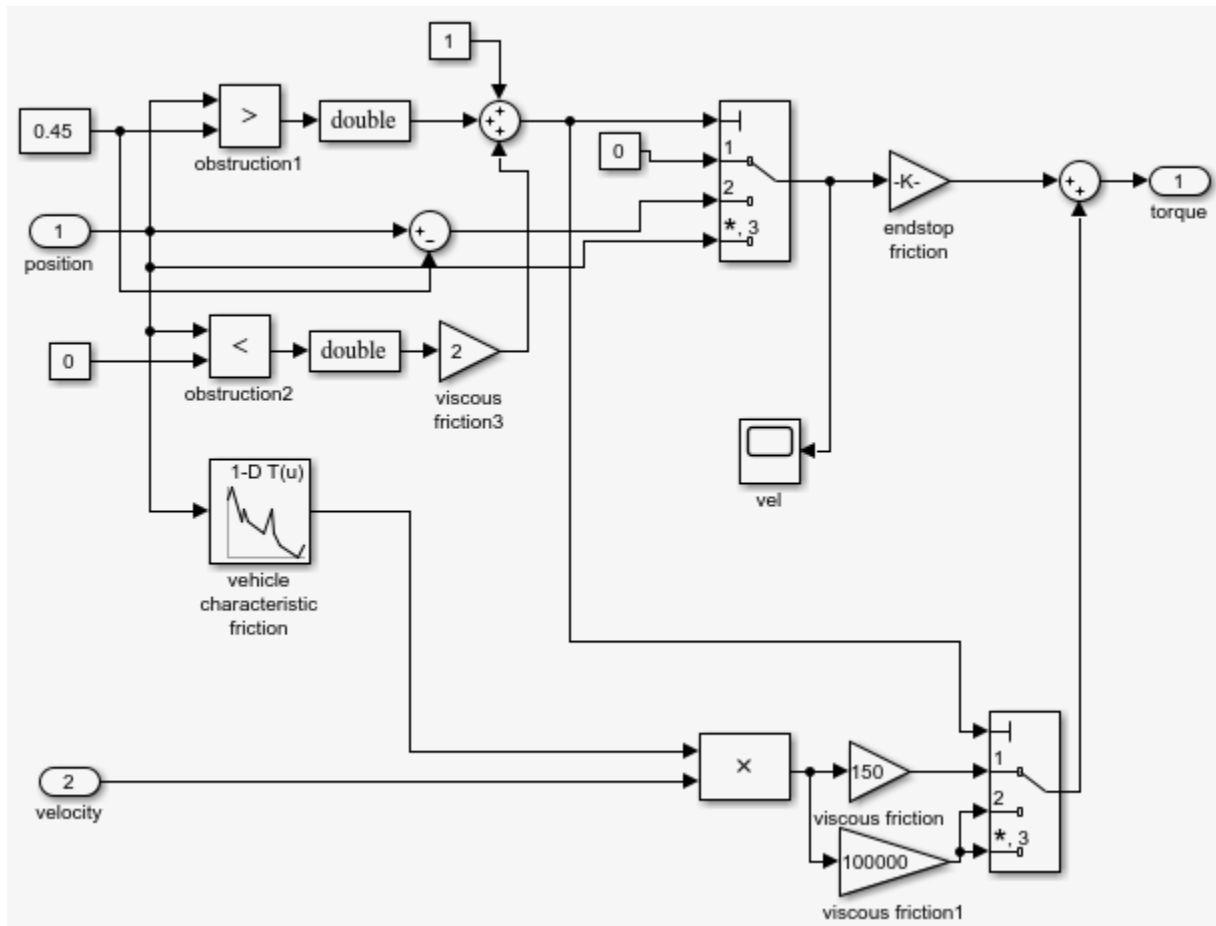 1
0.45
>
double
+
+
+
obstruction1
0
1
2
*, 3
1
position
+
−
-K-
endstop
friction
+
+
1
torque
0
<
double
2
obstruction2
viscous
friction3
vel
1-D T(u)
vehicle
characteristic
friction
2
velocity
×
150
viscous friction
100000
viscous friction1
1
2
*, 3